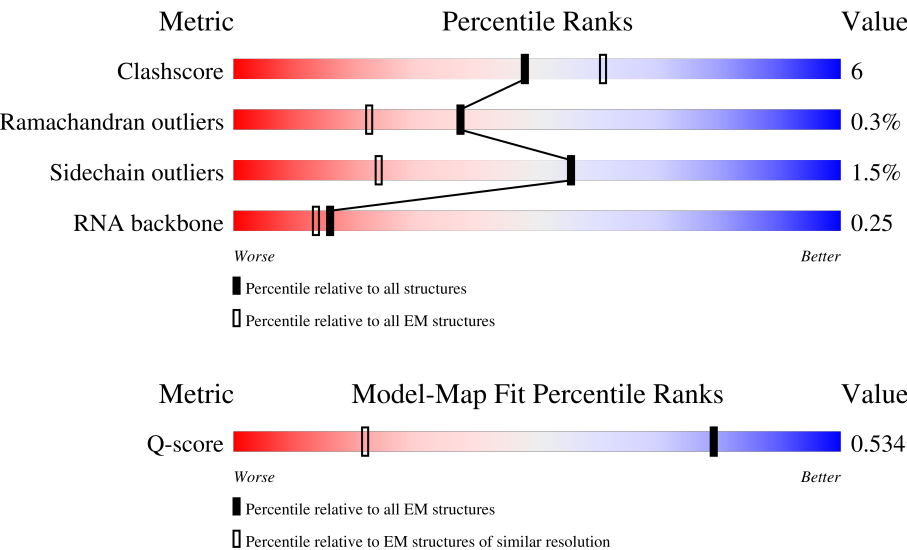 Metric Percentile Ranks Value
Clashscore 6
Ramachandran outliers 0.3%
Sidechain outliers 1.5%
RNA backbone 0.25
Worse Better
Percentile relative to all structures
Percentile relative to all EM structures
Metric Model-Map Fit Percentile Ranks Value
Q-score 0.534
Worse Better
Percentile relative to all EM structures
Percentile relative to EM structures of similar resolution